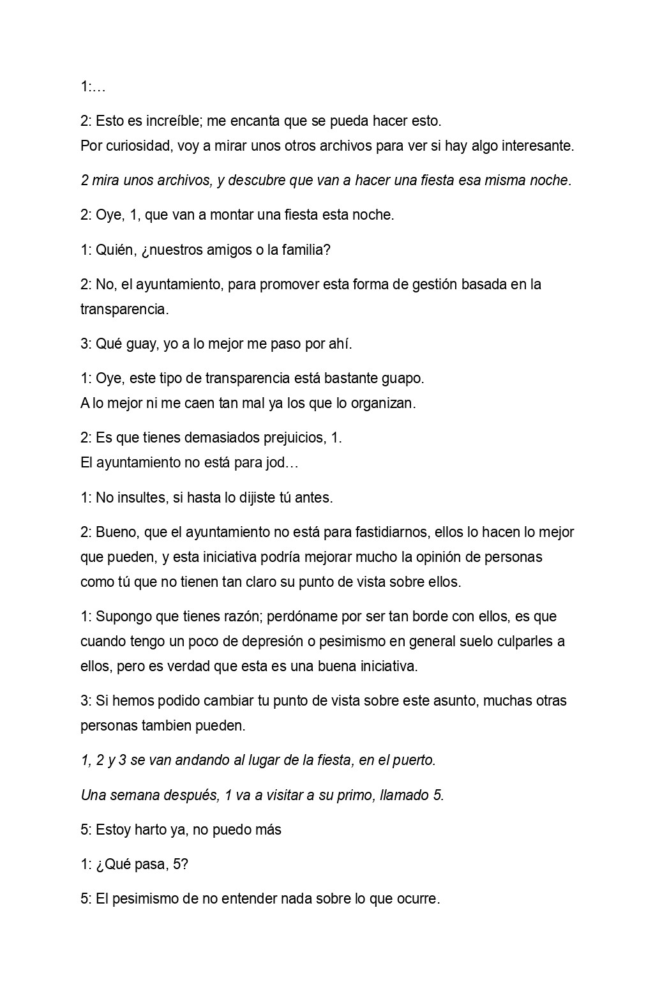 1:…
2: Esto es increíble; me encanta que se pueda hacer esto.
Por curiosidad, voy a mirar unos otros archivos para ver si hay algo interesante.
2 mira unos archivos, y descubre que van a hacer una fiesta esa misma noche.
2: Oye, 1, que van a montar una fiesta esta noche.
1: Quién, ¿nuestros amigos o la familia?
2: No, el ayuntamiento, para promover esta forma de gestión basada en la
transparencia.
3: Qué guay, yo a lo mejor me paso por ahí.
1: Oye, este tipo de transparencia está bastante guapo.
A lo mejor ni me caen tan mal ya los que lo organizan.
2: Es que tienes demasiados prejuicios, 1.
El ayuntamiento no está para jod…
1: No insultes, si hasta lo dijiste tú antes.
2: Bueno, que el ayuntamiento no está para fastidiarnos, ellos lo hacen lo mejor
que pueden, y esta iniciativa podría mejorar mucho la opinión de personas
como tú que no tienen tan claro su punto de vista sobre ellos.
1: Supongo que tienes razón; perdóname por ser tan borde con ellos, es que
cuando tengo un poco de depresión o pesimismo en general suelo culparles a
ellos, pero es verdad que esta es una buena iniciativa.
3: Si hemos podido cambiar tu punto de vista sobre este asunto, muchas otras
personas tambien pueden.
1, 2 y 3 se van andando al lugar de la fiesta, en el puerto.
Una semana después, 1 va a visitar a su primo, llamado 5.
5: Estoy harto ya, no puedo más
1: ¿Qué pasa, 5?
5: El pesimismo de no entender nada sobre lo que ocurre.